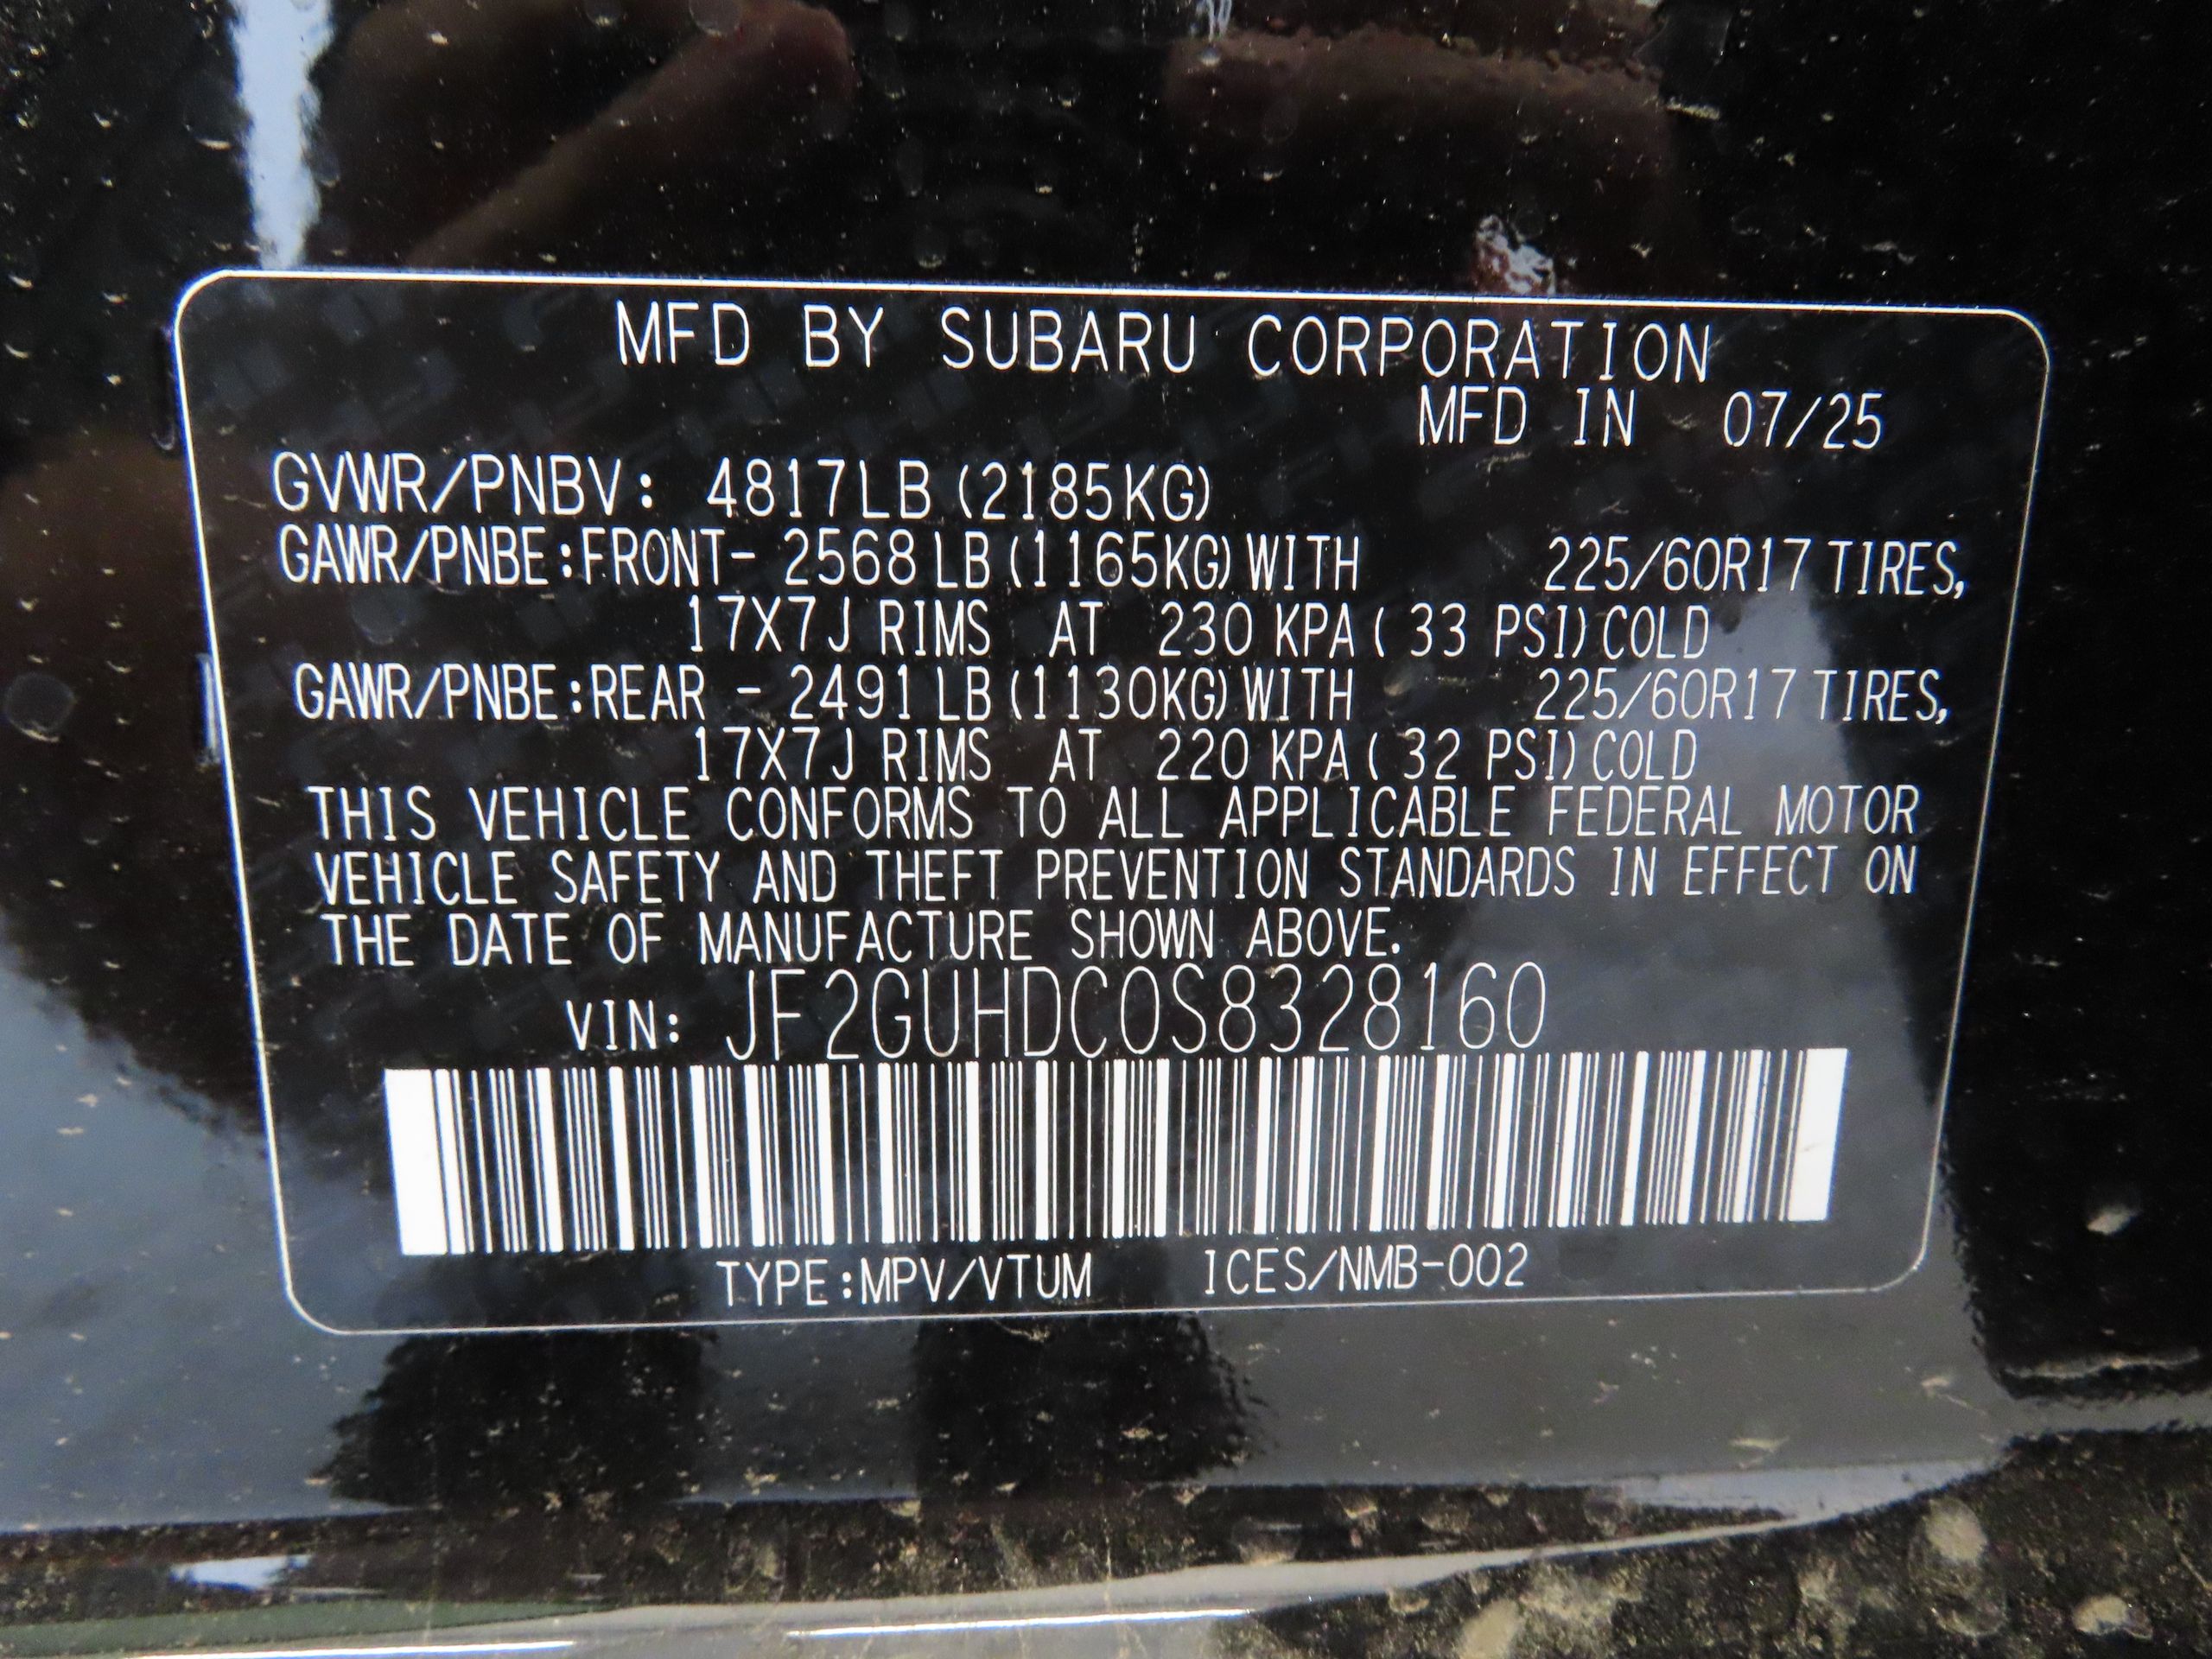 MFD BY SUBARU CORPORATION
MFD IN 07/25
GVWR/PNBV: 4817LB (2185KG)
GAWR/PNBE:FRONT- 2568 LB (1165KG) WITH 225/60R17 TIRES,
17X7J RIMS AT 230 KPA ( 33 PSI) COLD
GAWR/PNBE:REAR - 2491 LB (1130KG) WITH 225/60R17 TIRES,
17X7J RIMS AT 220 KPA ( 32 PSI) COLD
THIS VEHICLE CONFORMS TO ALL APPLICABLE FEDERAL MOTOR
VEHICLE SAFETY AND THEFT PREVENTION STANDARDS IN EFFECT ON
THE DATE OF MANUFACTURE SHOWN ABOVE.
VIN: JF2GUHDC0S8328160
TYPE:MPV/VTUM ICES/NMB-002